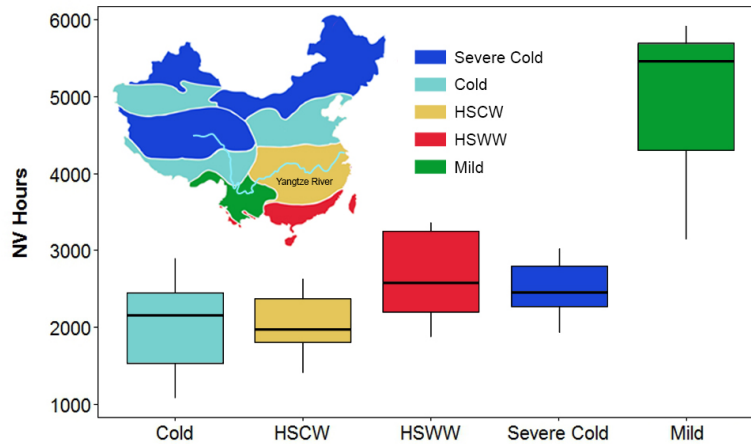 6000
5000
4000
3000
2000
1000
NV Hours
Severe Cold
Cold
HSCW
HSWW
Mild
Yangtze River
Cold
HSCW
HSWW
Severe Cold
Mild